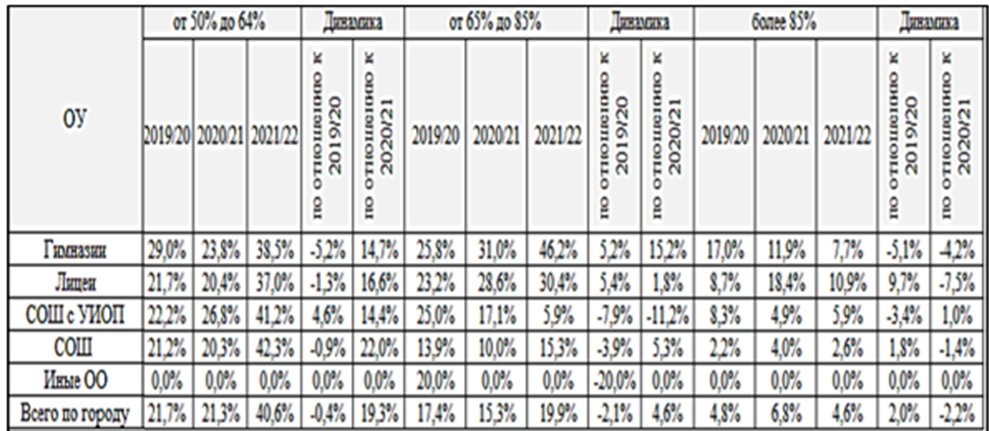 ОУ от 50% до 64% Динамика от 65% до 85% Динамика более 85% Динамика
2019/20 2020/21 2021/22 по отношению к 2019/20 по отношению к 2020/21 2019/20 2020/21 2021/22 по отношению к 2019/20 по отношению к 2020/21 2019/20 2020/21 2021/22 по отношению к 2019/20 по отношению к 2020/21
Гимназии 29,0% 23,8% 38,5% -5,2% 14,7% 25,8% 31,0% 46,2% 5,2% 15,2% 17,0% 11,9% 7,7% -5,1% -4,2%
Лицеи 21,7% 20,4% 37,0% -1,3% 16,6% 23,2% 28,6% 30,4% 5,4% 1,8% 8,7% 18,4% 10,9% 9,7% -7,5%
СОШ с УИОП 22,2% 26,8% 41,2% 4,6% 14,4% 25,0% 17,1% 5,9% -7,9% -11,2% 8,3% 4,9% 5,9% -3,4% 1,0%
СОШ 21,2% 20,3% 42,3% -0,9% 22,0% 13,9% 10,0% 15,3% -3,9% 5,3% 2,2% 4,0% 2,6% 1,8% -1,4%
Иные ОО 0,0% 0,0% 0,0% 0,0% 0,0% 20,0% 0,0% 0,0% -20,0% 0,0% 0,0% 0,0% 0,0% 0,0% 0,0%
Всего по городу 21,7% 21,3% 40,6% -0,4% 19,3% 17,4% 15,3% 19,9% -2,1% 4,6% 4,8% 6,8% 4,6% 2,0% -2,2%